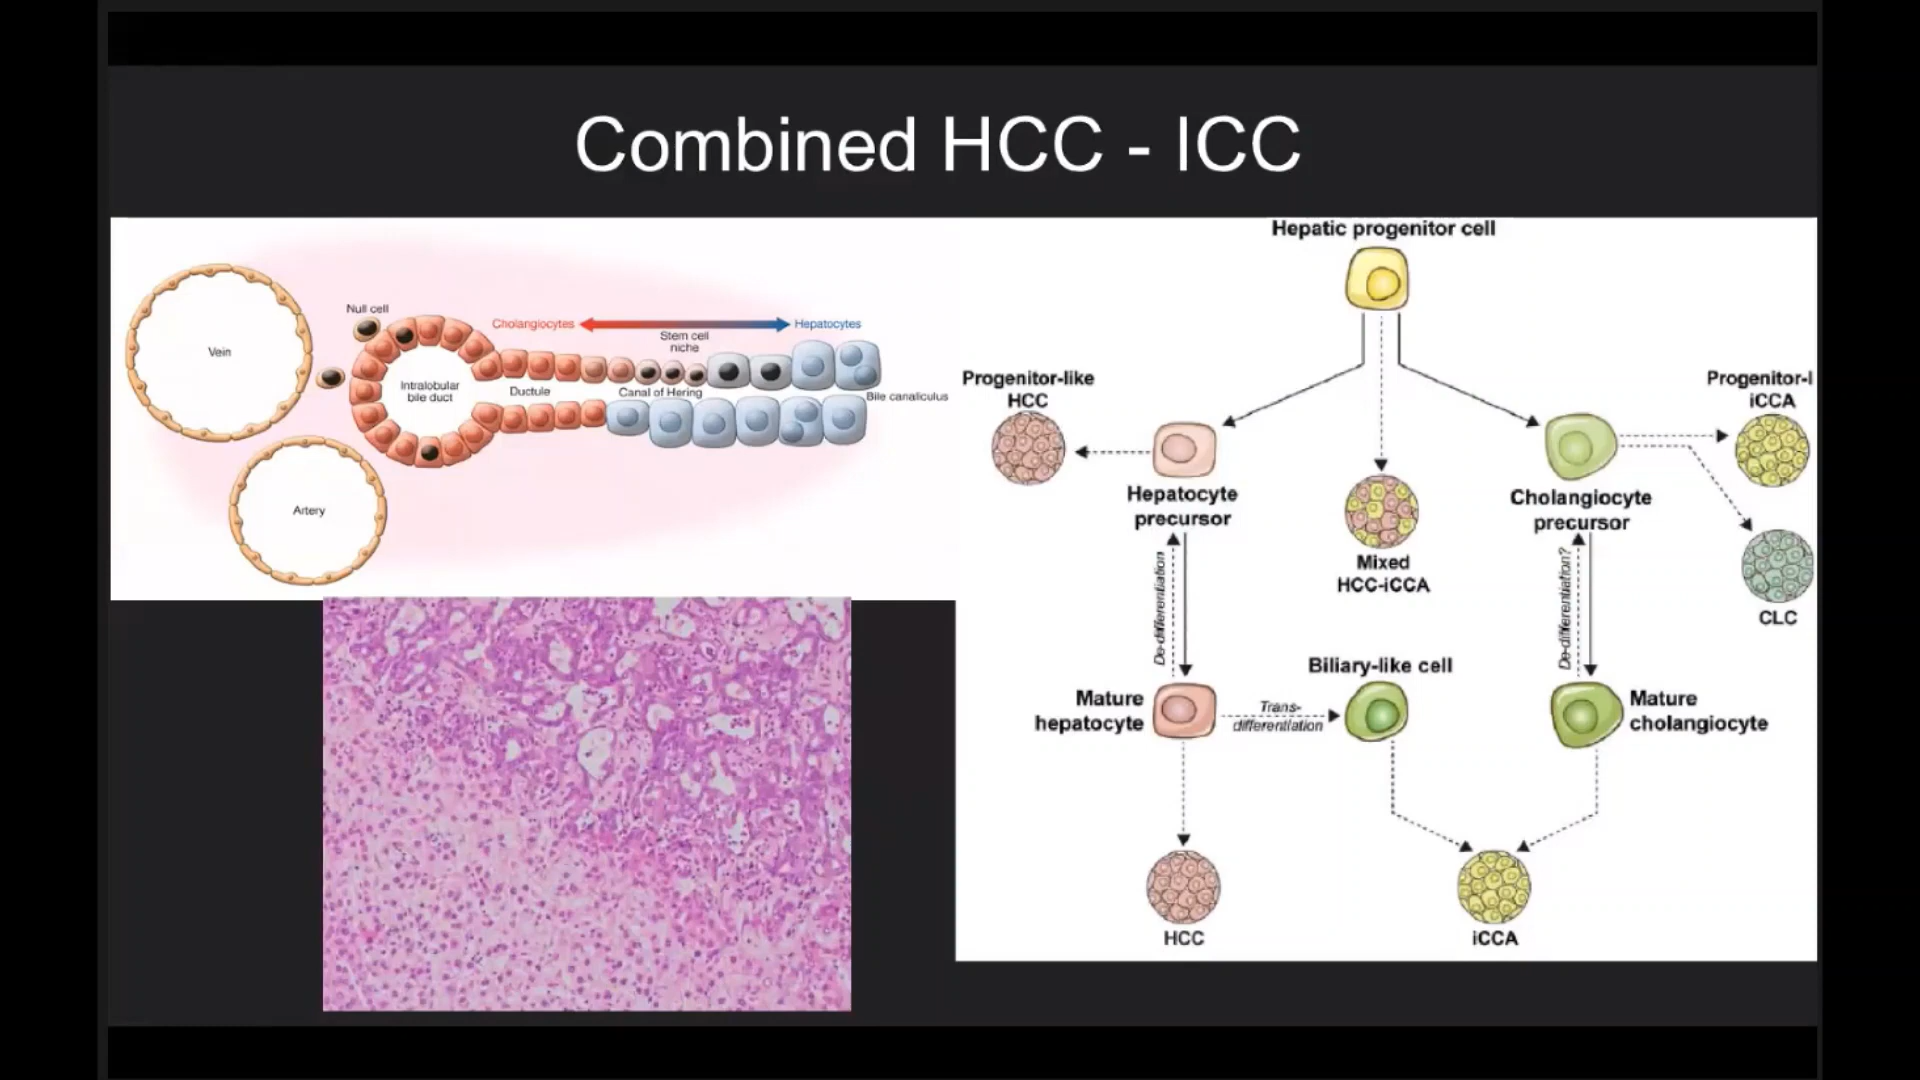 Combined HCC - ICC
Null cell
Cholangiocytes
Hepatocytes
Stem cell
niche
Vein
Intralobular
bile duct
Ductule
Canal of Hering
Bile canaliculus
Artery
Hepatic progenitor cell
Progenitor-like
HCC
Progenitor-l
iCCA
Hepatocyte
precursor
Cholangiocyte
precursor
Mixed
HCC-iCCA
CLC
De-differentiation
De-differentiation?
Biliary-like cell
Mature
hepatocyte
Trans-
differentiation
Mature
cholangiocyte
HCC
iCCA